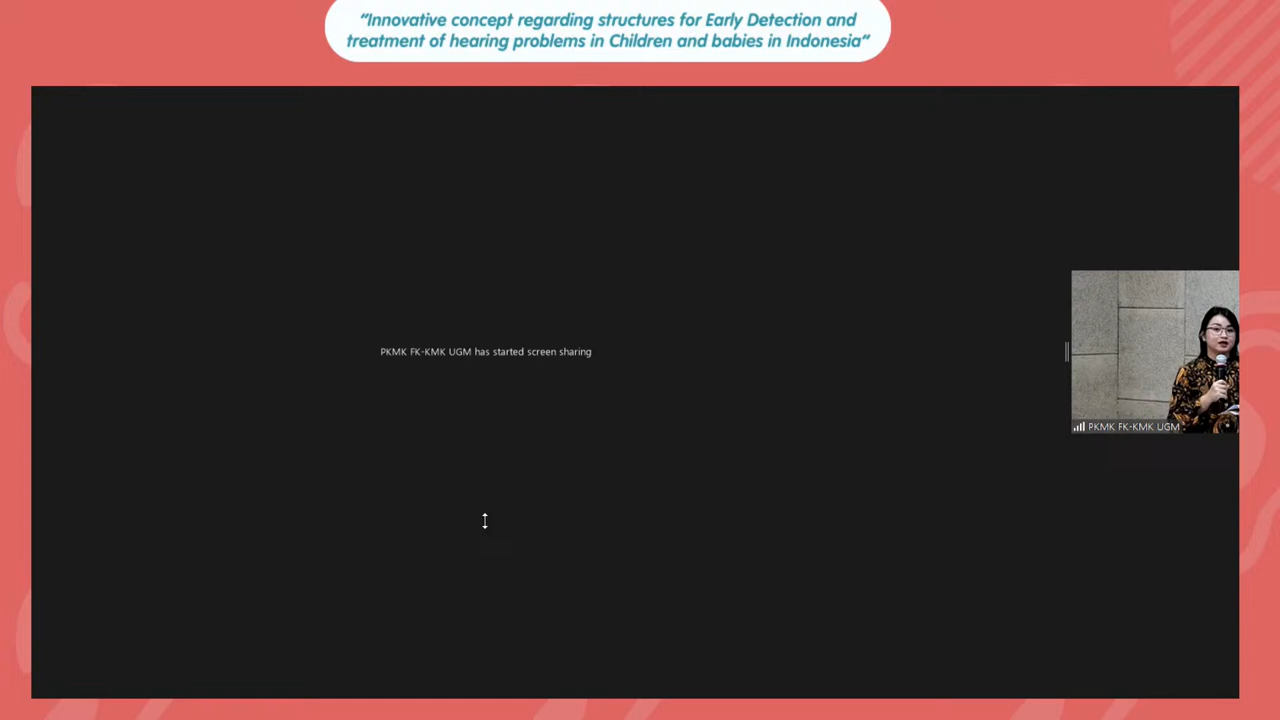 "Innovative concept regarding structures for Early Detection and
treatment of hearing problems in Children and babies in Indonesia"
PKMK FK-KMK UGM has started screen sharing
PKMK FK-KMK UGM